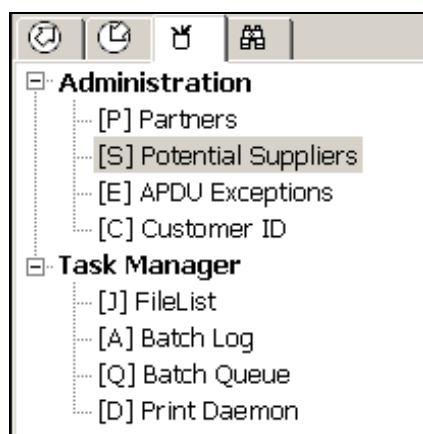 Administration
[P] Partners
[S] Potential Suppliers
[E] APDU Exceptions
[C] Customer ID
Task Manager
[J] FileList
[A] Batch Log
[Q] Batch Queue
[D] Print Daemon